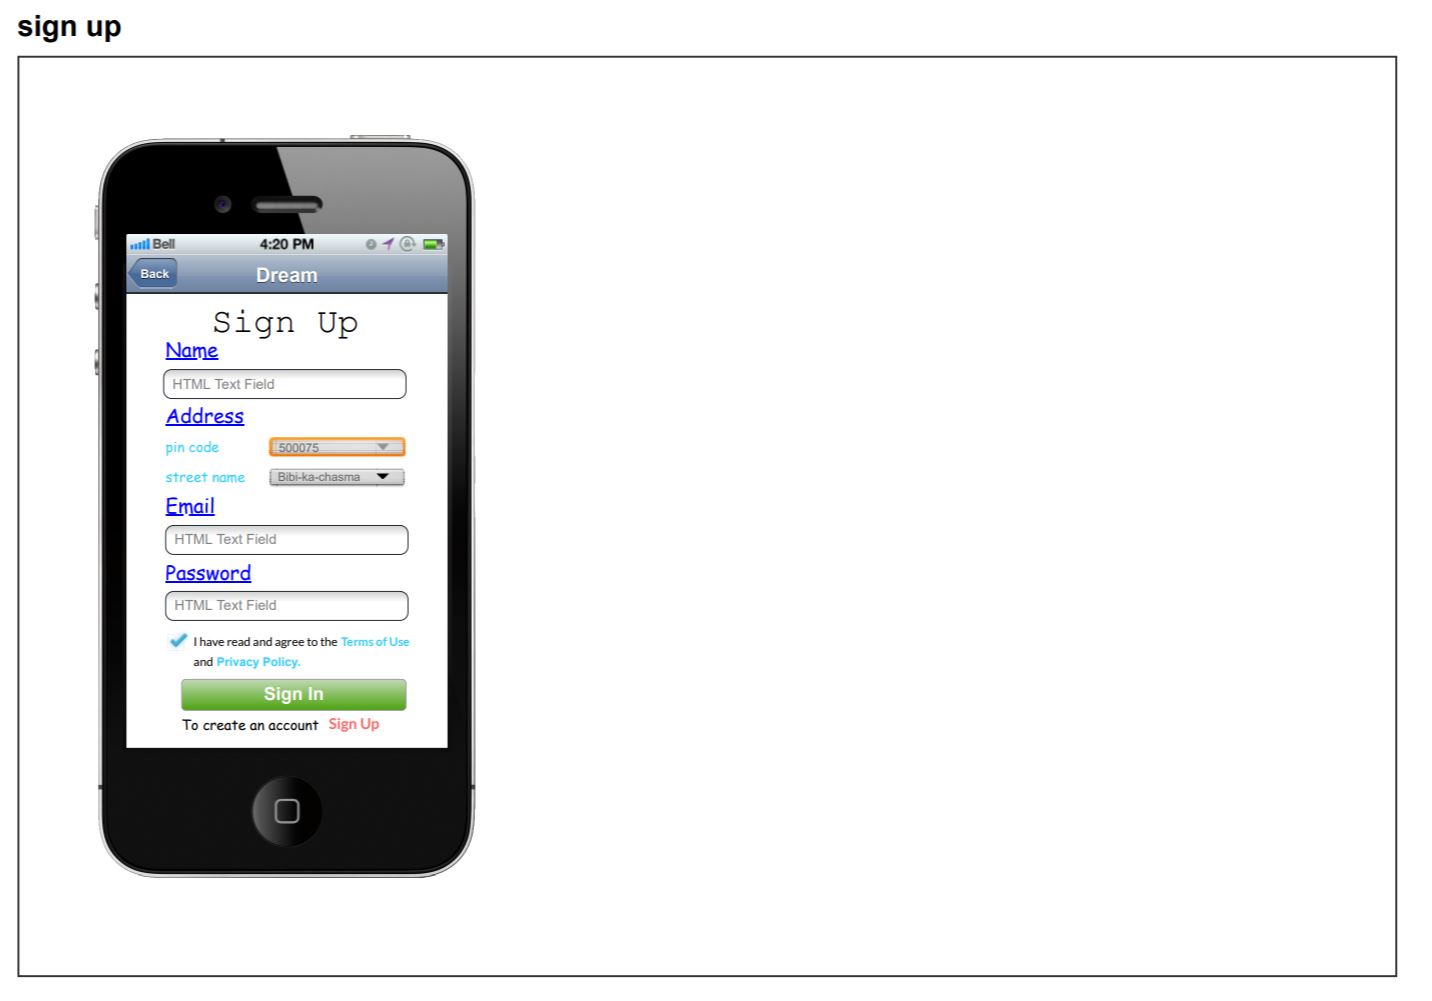 sign up
Bell 4:20 PM
Back Dream
Sign Up
Name
HTML Text Field
Address
pin code 500075
street name Bibi-ka-chasma
Email
HTML Text Field
Password
HTML Text Field
I have read and agree to the Terms of Use
and Privacy Policy.
Sign In
To create an account Sign Up